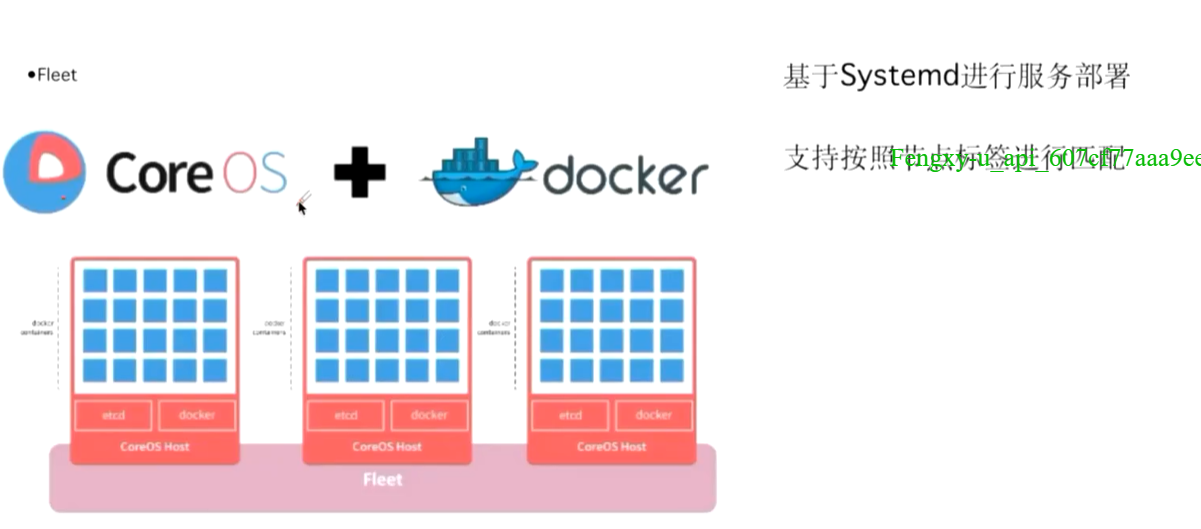 •Fleet
基于Systemd进行服务部署
支持按照节点标签进行匹配
Core OS
docker
docker containers
docker containers
docker containers
etcd docker
etcd docker
etcd docker
CoreOS Host
CoreOS Host
CoreOS Host
Fleet